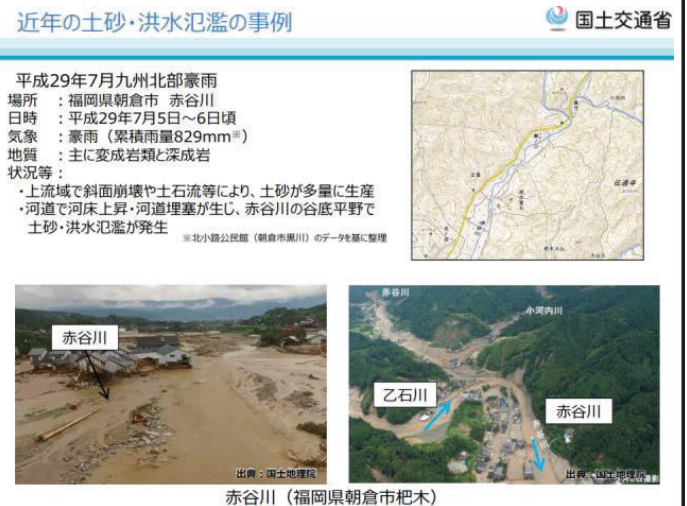 近年の土砂・洪水氾濫の事例
国土交通省
平成29年7月九州北部豪雨
場所 ：福岡県朝倉市 赤谷川
日時 ：平成29年7月5日～6日頃
気象 ：豪雨（累積雨量829mm※）
地質 ：主に変成岩類と深成岩
状況等：
・上流域で斜面崩壊や土石流等により、土砂が多量に生産
・河道で河床上昇・河道埋塞が生じ、赤谷川の谷底平野で
土砂・洪水氾濫が発生
※北小路公民館（朝倉市黒川）のデータを基に整理
赤谷川
出典：国土地理院
赤谷川
小河内川
乙石川
赤谷川
出典：国土地理院
赤谷川（福岡県朝倉市杷木）